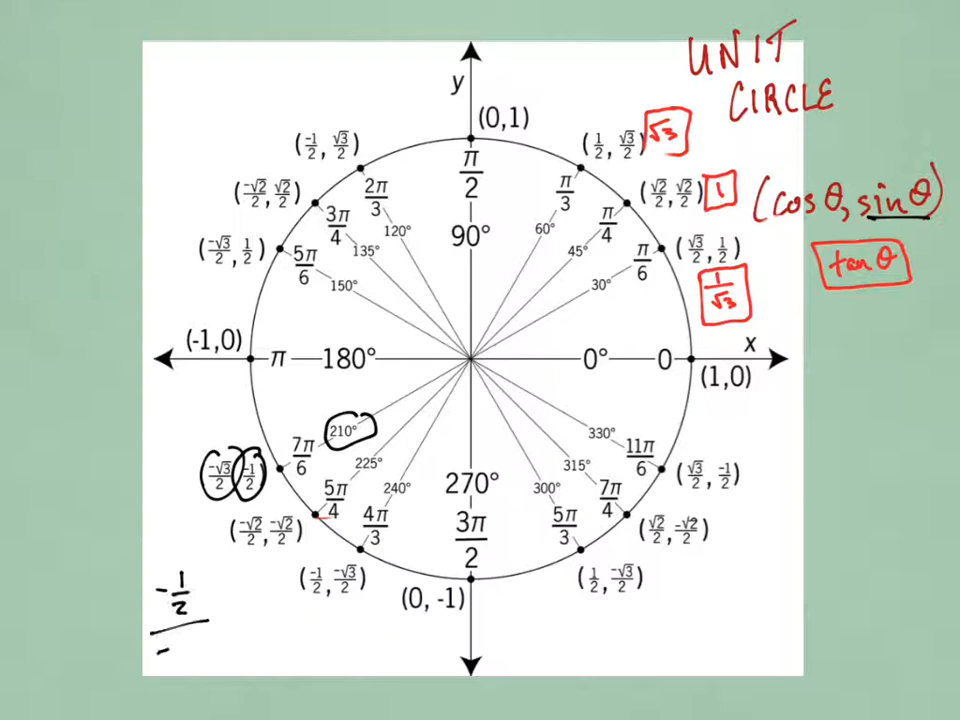 UNIT
CIRCLE
y
(0,1)
(-1/2, √3/2)
(1/2, √3/2)
√3
π/2
2π/3
π/3
(-√2/2, √2/2)
(√2/2, √2/2)
1
(cos θ, sin θ)
3π/4
π/4
120°
90°
60°
(-√3/2, 1/2)
135°
45°
(√3/2, 1/2)
tan θ
5π/6
π/6
150°
30°
1/√3
(-1,0)
π
180°
0°
0
x
(1,0)
210°
330°
7π/6
11π/6
(-√3/2, -1/2)
225°
315°
(√3/2, -1/2)
5π/4
240°
270°
300°
7π/4
(-√2/2, -√2/2)
4π/3
3π/2
5π/3
(√2/2, -√2/2)
(-1/2, -√3/2)
(0, -1)
(1/2, -√3/2)
-1/2
-